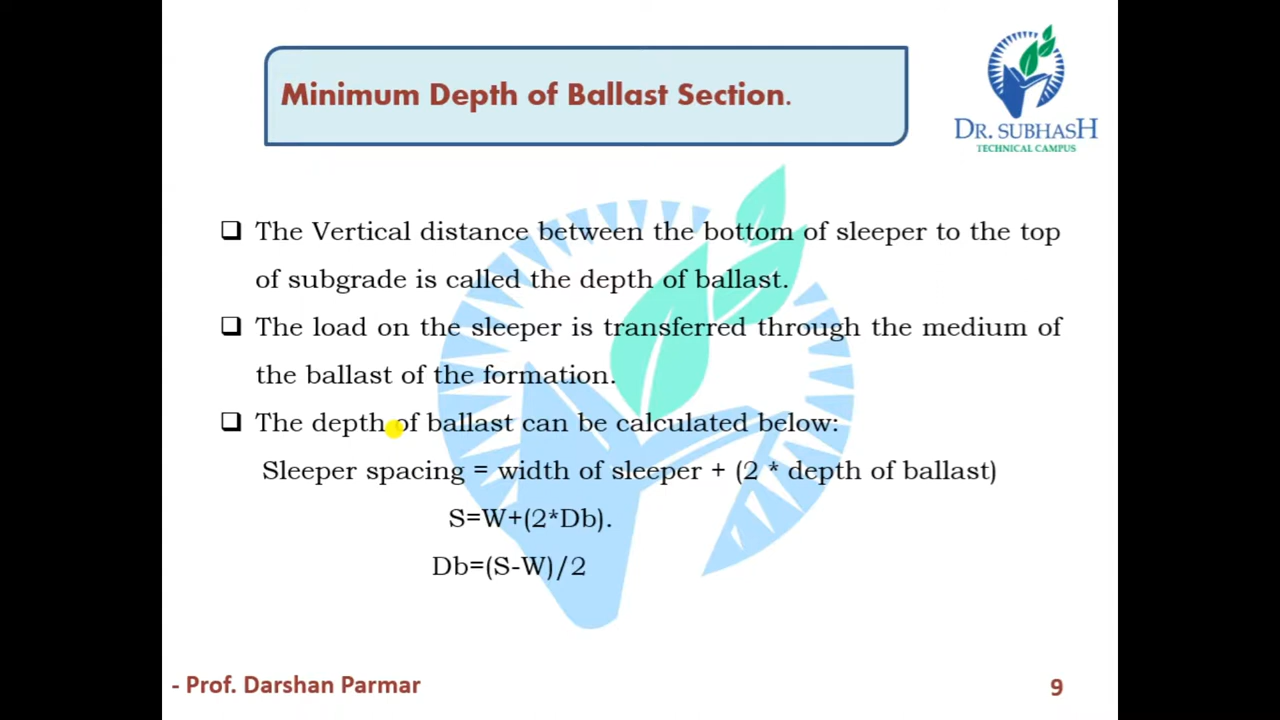 Minimum Depth of Ballast Section.
DR. SUBHASH
TECHNICAL CAMPUS
❑ The Vertical distance between the bottom of sleeper to the top
of subgrade is called the depth of ballast.
❑ The load on the sleeper is transferred through the medium of
the ballast of the formation.
❑ The depth of ballast can be calculated below:
Sleeper spacing = width of sleeper + (2 * depth of ballast)
S=W+(2*Db).
Db=(S-W)/2
- Prof. Darshan Parmar
9